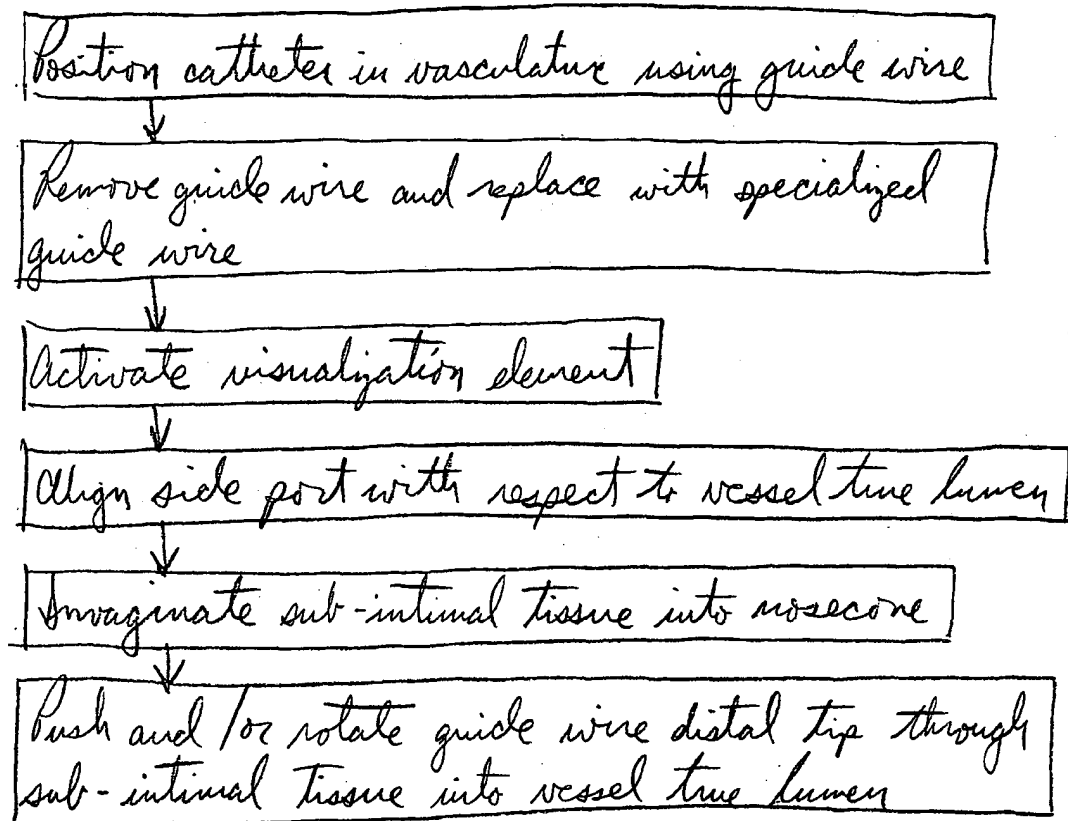 Position catheter in vasculature using guide wire
Remove guide wire and replace with specialized
guide wire
Activate visualization element
Align side port with respect to vessel true lumen
Invaginate sub-intimal tissue into nosecone
Push and/or rotate guide wire distal tip through
sub-intimal tissue into vessel true lumen